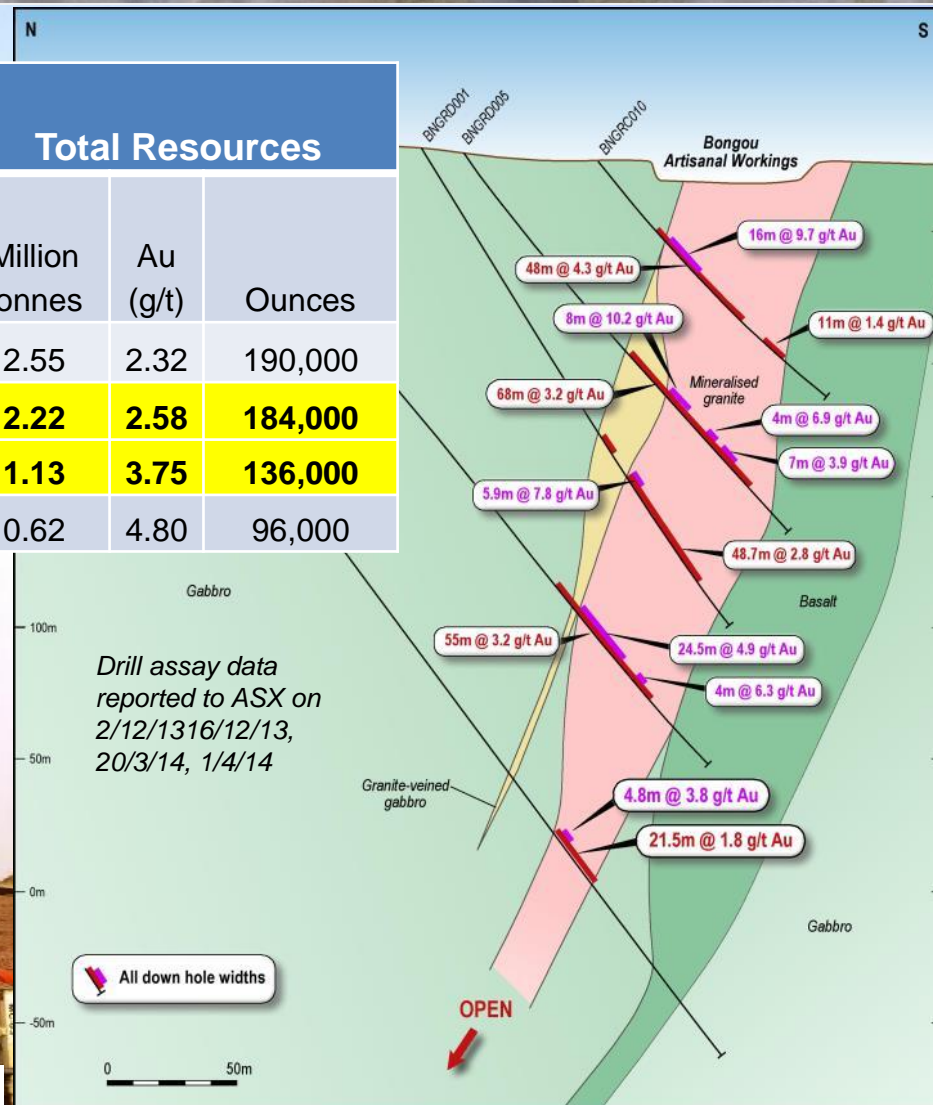 N
S
BNGRD001
BNGRD005
BNGRC010
Bongou
Artisanal Workings
Total Resources
Au
(g/t)
Ounces
2.55 2.32 190,000
2.22 2.58 184,000
1.13 3.75 136,000
0.62 4.80 96,000
16m @ 9.7 g/t Au
48m @ 4.3 g/t Au
8m @ 10.2 g/t Au
11m @ 1.4 g/t Au
Mineralised
granite
68m @ 3.2 g/t Au
4m @ 6.9 g/t Au
7m @ 3.9 g/t Au
5.9m @ 7.8 g/t Au
48.7m @ 2.8 g/t Au
Gabbro
Basalt
100m
55m @ 3.2 g/t Au
24.5m @ 4.9 g/t Au
4m @ 6.3 g/t Au
Drill assay data
reported to ASX on
2/12/1316/12/13,
20/3/14, 1/4/14
50m
Granite-veined
gabbro
4.8m @ 3.8 g/t Au
21.5m @ 1.8 g/t Au
0m
Gabbro
All down hole widths
-50m
OPEN
0 50m